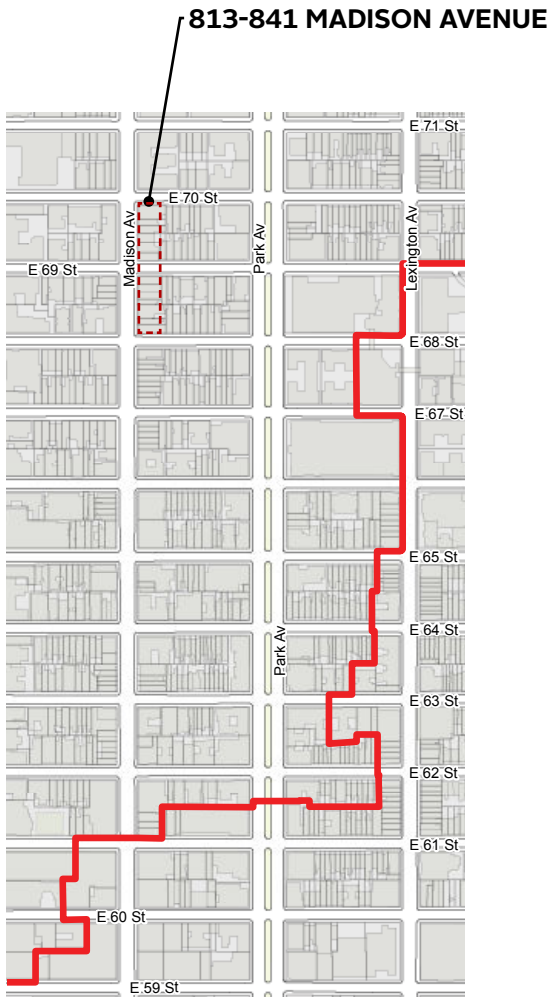 813-841 MADISON AVENUE
E 71 St
E 70 St
Madison Av
Park Av
Lexington Av
E 69 St
E 68 St
E 67 St
E 65 St
E 64 St
Park Av
E 63 St
E 62 St
E 61 St
E 60 St
E 59 St